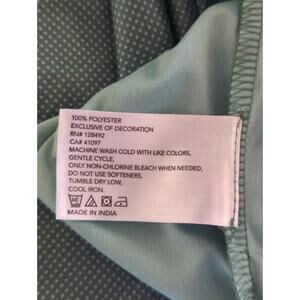 100% POLYESTER
EXCLUSIVE OF DECORATION
RN# 128492
CA# 41097
MACHINE WASH COLD WITH LIKE COLORS,
GENTLE CYCLE,
ONLY NON-CHLORINE BLEACH WHEN NEEDED,
DO NOT USE SOFTENERS,
TUMBLE DRY LOW,
COOL IRON.
MADE IN INDIA